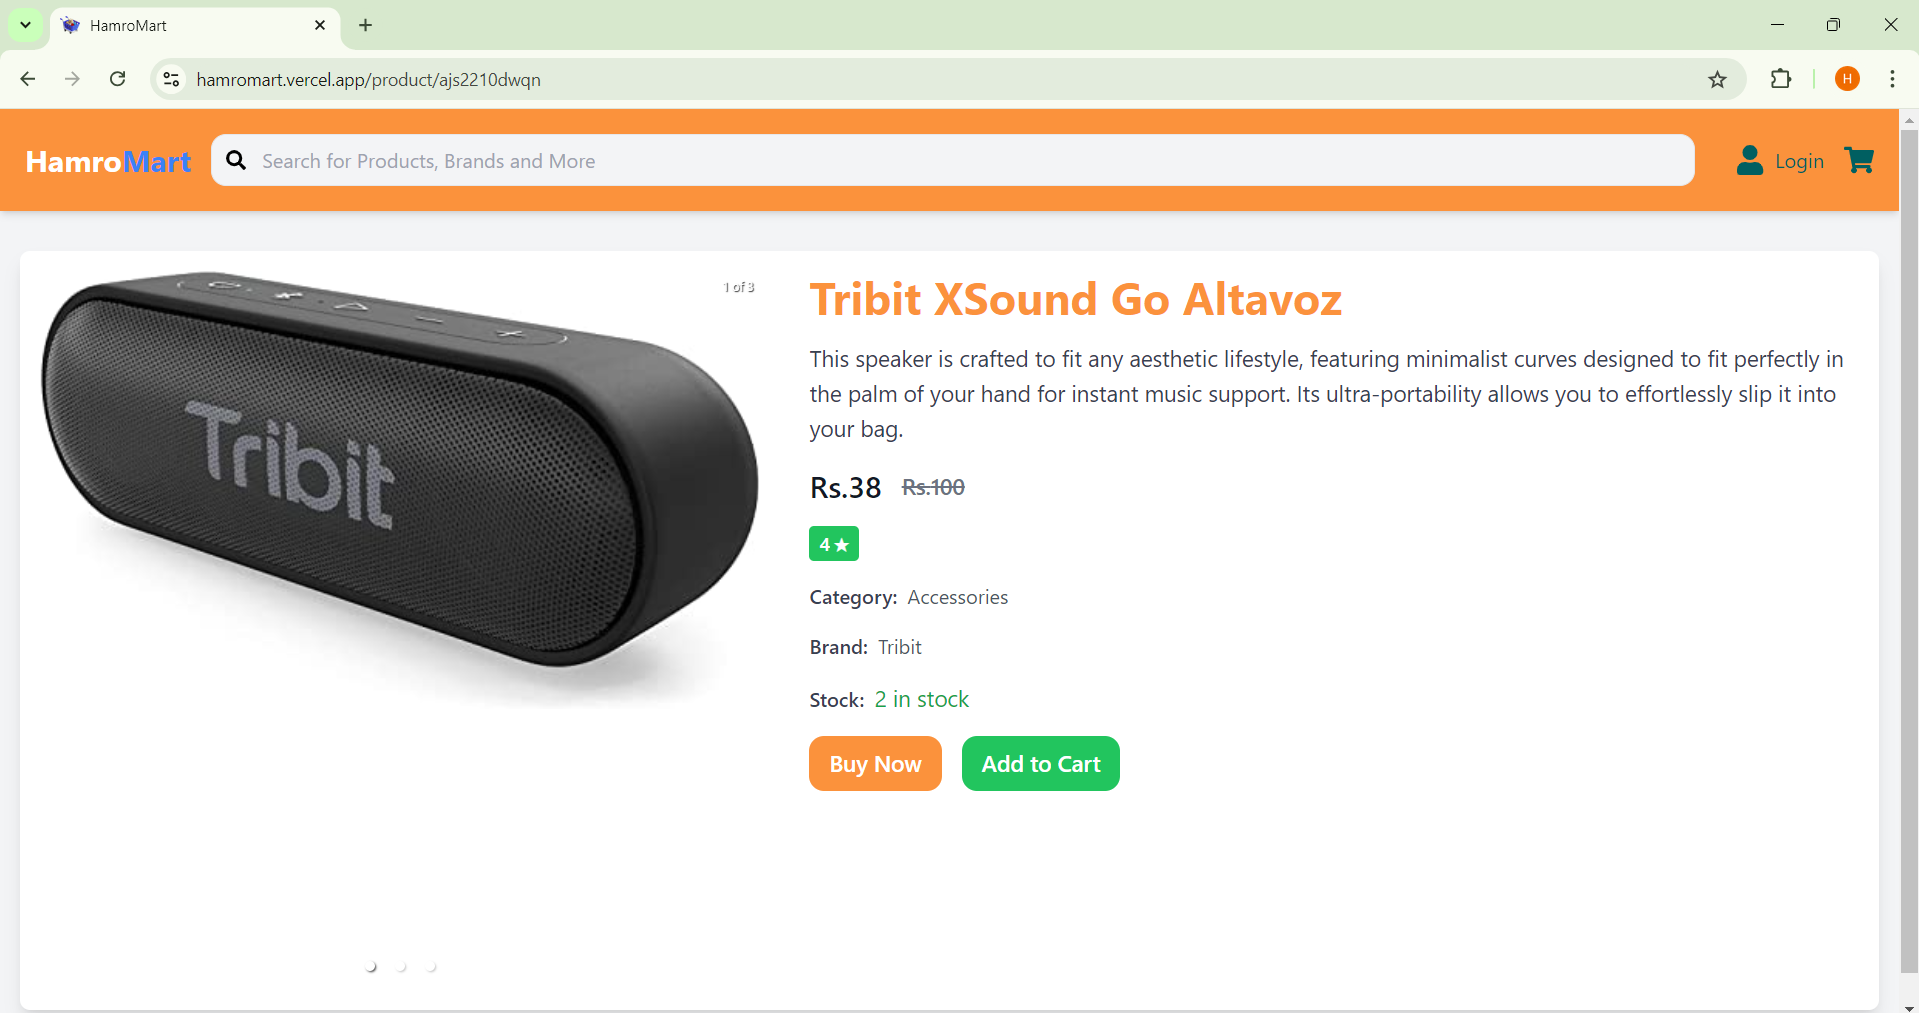 HamroMart
hamromart.vercel.app/product/ajs2210dwqn
H
HamroMart
Search for Products, Brands and More
Login
1 of 3
Tribit
Tribit XSound Go Altavoz
This speaker is crafted to fit any aesthetic lifestyle, featuring minimalist curves designed to fit perfectly in
the palm of your hand for instant music support. Its ultra-portability allows you to effortlessly slip it into
your bag.
Rs.38 Rs.100
4★
Category: Accessories
Brand: Tribit
Stock: 2 in stock
Buy Now Add to Cart